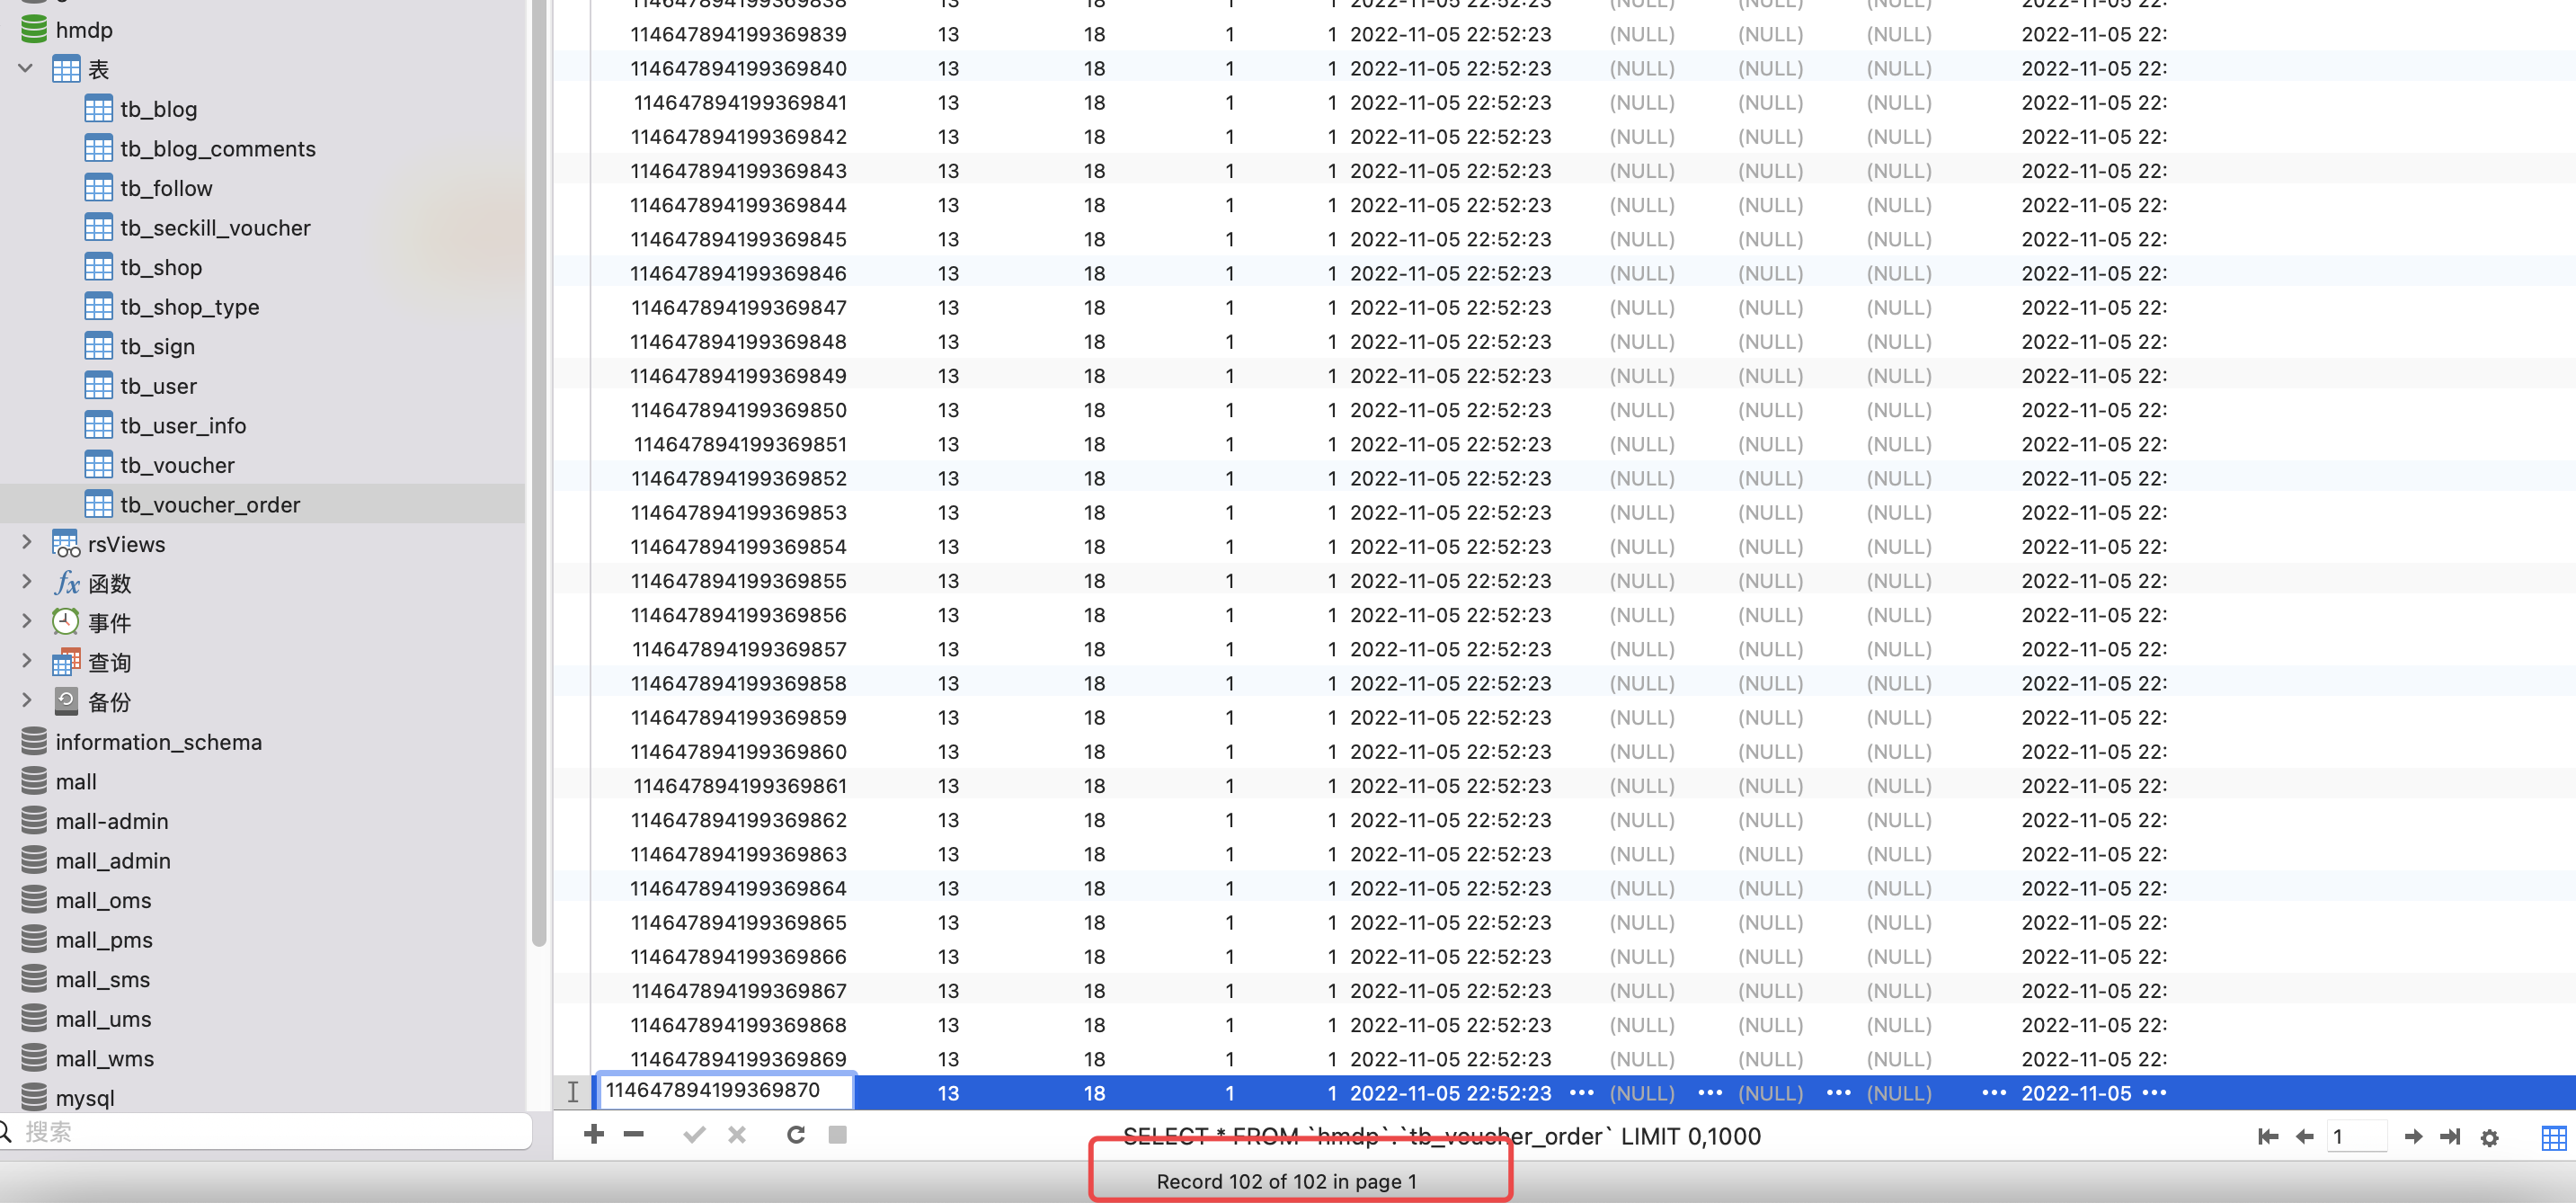 hmdp
表
tb_blog
tb_blog_comments
tb_follow
tb_seckill_voucher
tb_shop
tb_shop_type
tb_sign
tb_user
tb_user_info
tb_voucher
tb_voucher_order
rsViews
函数
事件
查询
备份
information_schema
mall
mall-admin
mall_admin
mall_oms
mall_pms
mall_sms
mall_ums
mall_wms
mysql
搜索
114647894199369838 13 18 1 1 2022-11-05 22:52:23 (NULL) (NULL) (NULL) 2022-11-05 22:
114647894199369839 13 18 1 1 2022-11-05 22:52:23 (NULL) (NULL) (NULL) 2022-11-05 22:
114647894199369840 13 18 1 1 2022-11-05 22:52:23 (NULL) (NULL) (NULL) 2022-11-05 22:
114647894199369841 13 18 1 1 2022-11-05 22:52:23 (NULL) (NULL) (NULL) 2022-11-05 22:
114647894199369842 13 18 1 1 2022-11-05 22:52:23 (NULL) (NULL) (NULL) 2022-11-05 22:
114647894199369843 13 18 1 1 2022-11-05 22:52:23 (NULL) (NULL) (NULL) 2022-11-05 22:
114647894199369844 13 18 1 1 2022-11-05 22:52:23 (NULL) (NULL) (NULL) 2022-11-05 22:
114647894199369845 13 18 1 1 2022-11-05 22:52:23 (NULL) (NULL) (NULL) 2022-11-05 22:
114647894199369846 13 18 1 1 2022-11-05 22:52:23 (NULL) (NULL) (NULL) 2022-11-05 22:
114647894199369847 13 18 1 1 2022-11-05 22:52:23 (NULL) (NULL) (NULL) 2022-11-05 22:
114647894199369848 13 18 1 1 2022-11-05 22:52:23 (NULL) (NULL) (NULL) 2022-11-05 22:
114647894199369849 13 18 1 1 2022-11-05 22:52:23 (NULL) (NULL) (NULL) 2022-11-05 22:
114647894199369850 13 18 1 1 2022-11-05 22:52:23 (NULL) (NULL) (NULL) 2022-11-05 22:
114647894199369851 13 18 1 1 2022-11-05 22:52:23 (NULL) (NULL) (NULL) 2022-11-05 22:
114647894199369852 13 18 1 1 2022-11-05 22:52:23 (NULL) (NULL) (NULL) 2022-11-05 22:
114647894199369853 13 18 1 1 2022-11-05 22:52:23 (NULL) (NULL) (NULL) 2022-11-05 22:
114647894199369854 13 18 1 1 2022-11-05 22:52:23 (NULL) (NULL) (NULL) 2022-11-05 22:
114647894199369855 13 18 1 1 2022-11-05 22:52:23 (NULL) (NULL) (NULL) 2022-11-05 22:
114647894199369856 13 18 1 1 2022-11-05 22:52:23 (NULL) (NULL) (NULL) 2022-11-05 22:
114647894199369857 13 18 1 1 2022-11-05 22:52:23 (NULL) (NULL) (NULL) 2022-11-05 22:
114647894199369858 13 18 1 1 2022-11-05 22:52:23 (NULL) (NULL) (NULL) 2022-11-05 22:
114647894199369859 13 18 1 1 2022-11-05 22:52:23 (NULL) (NULL) (NULL) 2022-11-05 22:
114647894199369860 13 18 1 1 2022-11-05 22:52:23 (NULL) (NULL) (NULL) 2022-11-05 22:
114647894199369861 13 18 1 1 2022-11-05 22:52:23 (NULL) (NULL) (NULL) 2022-11-05 22:
114647894199369862 13 18 1 1 2022-11-05 22:52:23 (NULL) (NULL) (NULL) 2022-11-05 22:
114647894199369863 13 18 1 1 2022-11-05 22:52:23 (NULL) (NULL) (NULL) 2022-11-05 22:
114647894199369864 13 18 1 1 2022-11-05 22:52:23 (NULL) (NULL) (NULL) 2022-11-05 22:
114647894199369865 13 18 1 1 2022-11-05 22:52:23 (NULL) (NULL) (NULL) 2022-11-05 22:
114647894199369866 13 18 1 1 2022-11-05 22:52:23 (NULL) (NULL) (NULL) 2022-11-05 22:
114647894199369867 13 18 1 1 2022-11-05 22:52:23 (NULL) (NULL) (NULL) 2022-11-05 22:
114647894199369868 13 18 1 1 2022-11-05 22:52:23 (NULL) (NULL) (NULL) 2022-11-05 22:
114647894199369869 13 18 1 1 2022-11-05 22:52:23 (NULL) (NULL) (NULL) 2022-11-05 22:
114647894199369870 13 18 1 1 2022-11-05 22:52:23 ••• (NULL) ••• (NULL) ••• (NULL) ••• 2022-11-05 •••
SELECT * FROM `hmdp`.`tb_voucher_order` LIMIT 0,1000
1
Record 102 of 102 in page 1